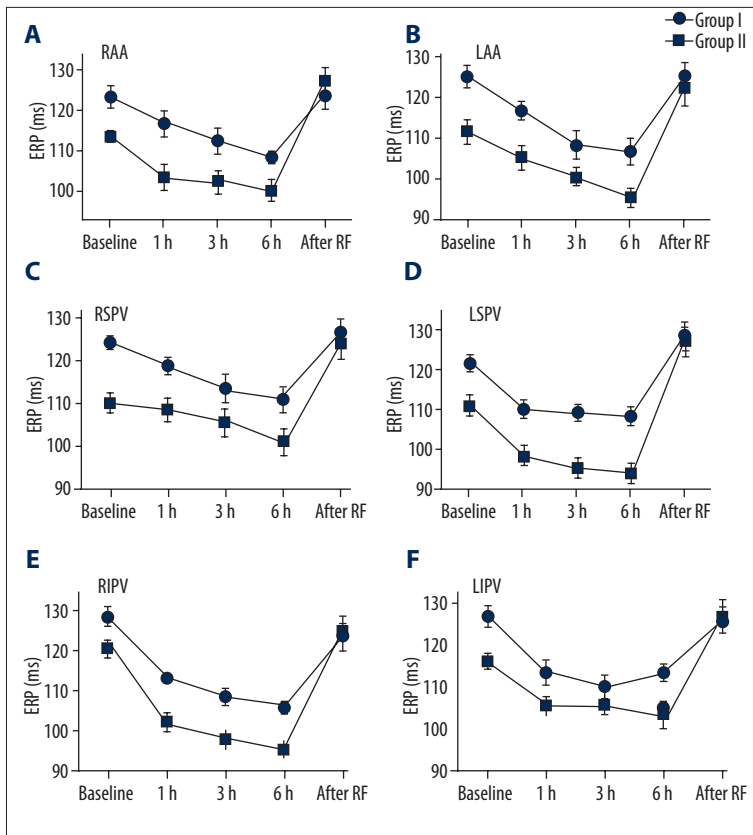 Group I
Group II
A
RAA
ERP (ms)
130
120
110
100
Baseline 1 h 3 h 6 h After RF
B
LAA
ERP (ms)
130
120
110
100
90
Baseline 1 h 3 h 6 h After RF
C
RSPV
ERP (ms)
130
120
110
100
90
Baseline 1 h 3 h 6 h After RF
D
LSPV
ERP (ms)
130
120
110
100
90
Baseline 1 h 3 h 6 h After RF
E
RIPV
ERP (ms)
130
120
110
100
90
Baseline 1 h 3 h 6 h After RF
F
LIPV
ERP (ms)
130
116
104
100
90
Baseline 1 h 3 h 6 h After RF